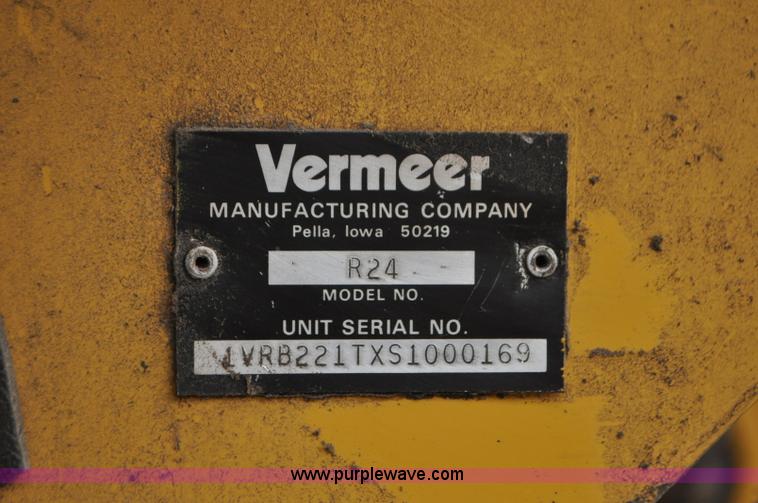 Vermeer
MANUFACTURING COMPANY
Pella, Iowa 50219
R24
MODEL NO.
UNIT SERIAL NO.
1VRB221TXS1000169
www.purplewave.com